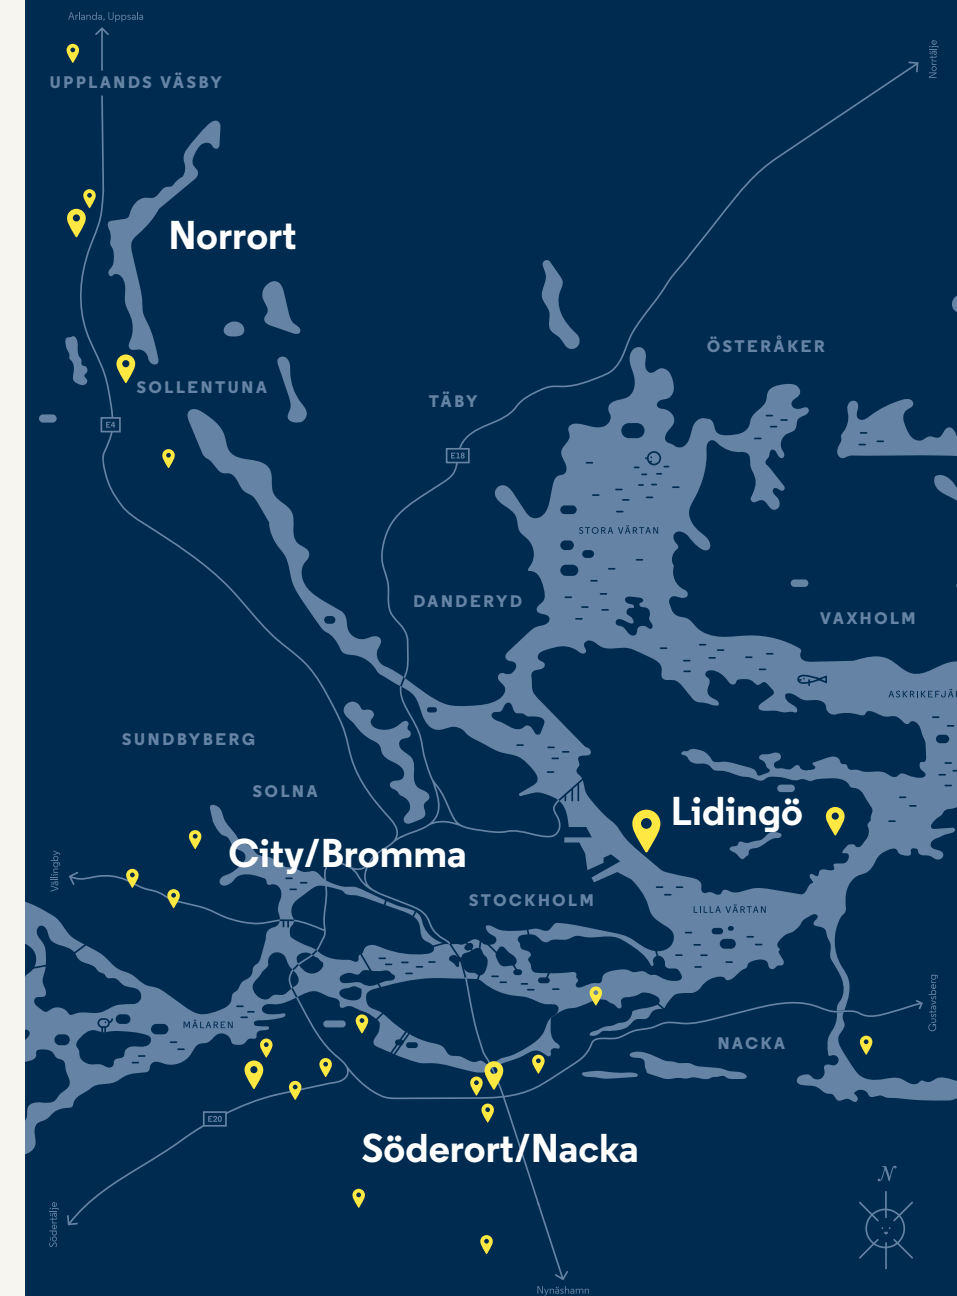 Arlanda, Uppsala
Norrtälje
UPPLANDS VÄSBY
Norrort
ÖSTERÅKER
SOLLENTUNA
TÄBY
E4
E18
STORA VÄRTAN
DANDERYD
VAXHOLM
ASKRIKEFJÄ
SUNDBYBERG
SOLNA
Lidingö
City/Bromma
Vällingby
STOCKHOLM
LILLA VÄRTAN
Gustavsberg
MÄLAREN
NACKA
E20
Söderort/Nacka
N
Södertälje
Nynäshamn